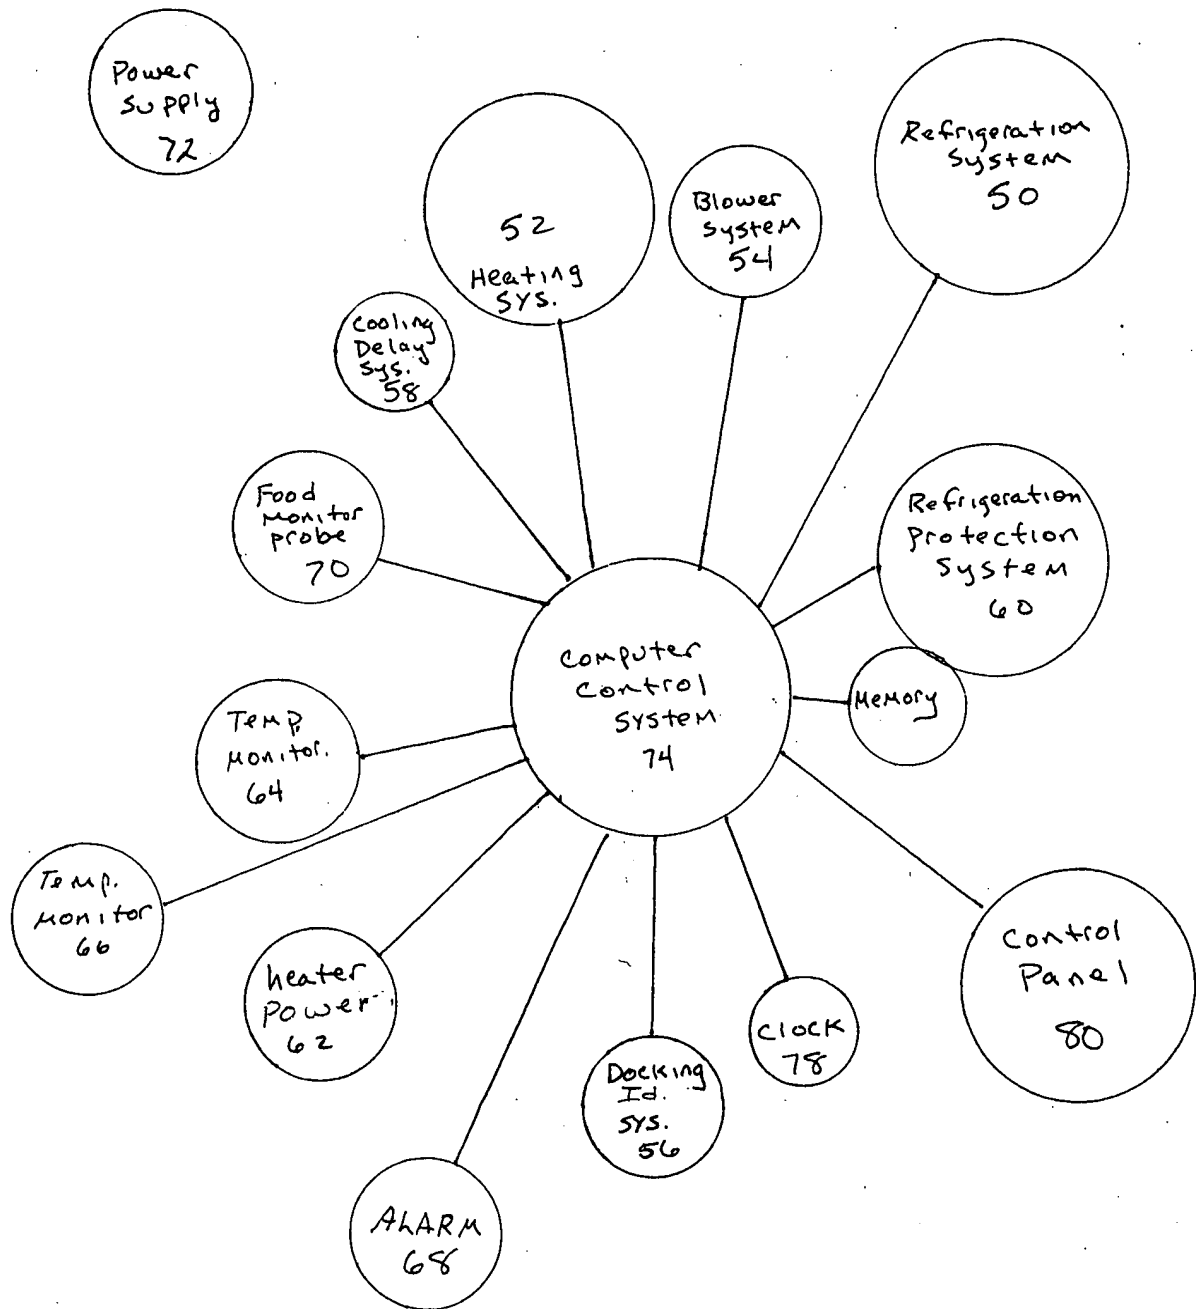 Power
Supply
72
52
Heating
SYS.
Blower
System
54
Refrigeration
System
50
Cooling
Delay
Sys.
58
Food
Monitor
Probe
70
Refrigeration
Protection
System
60
Computer
Control
System
74
Memory
Temp.
Monitor.
64
Temp.
Monitor
66
heater
Power
62
Control
Panel
80
Clock
78
Docking
Id.
SYS.
56
ALARM
68